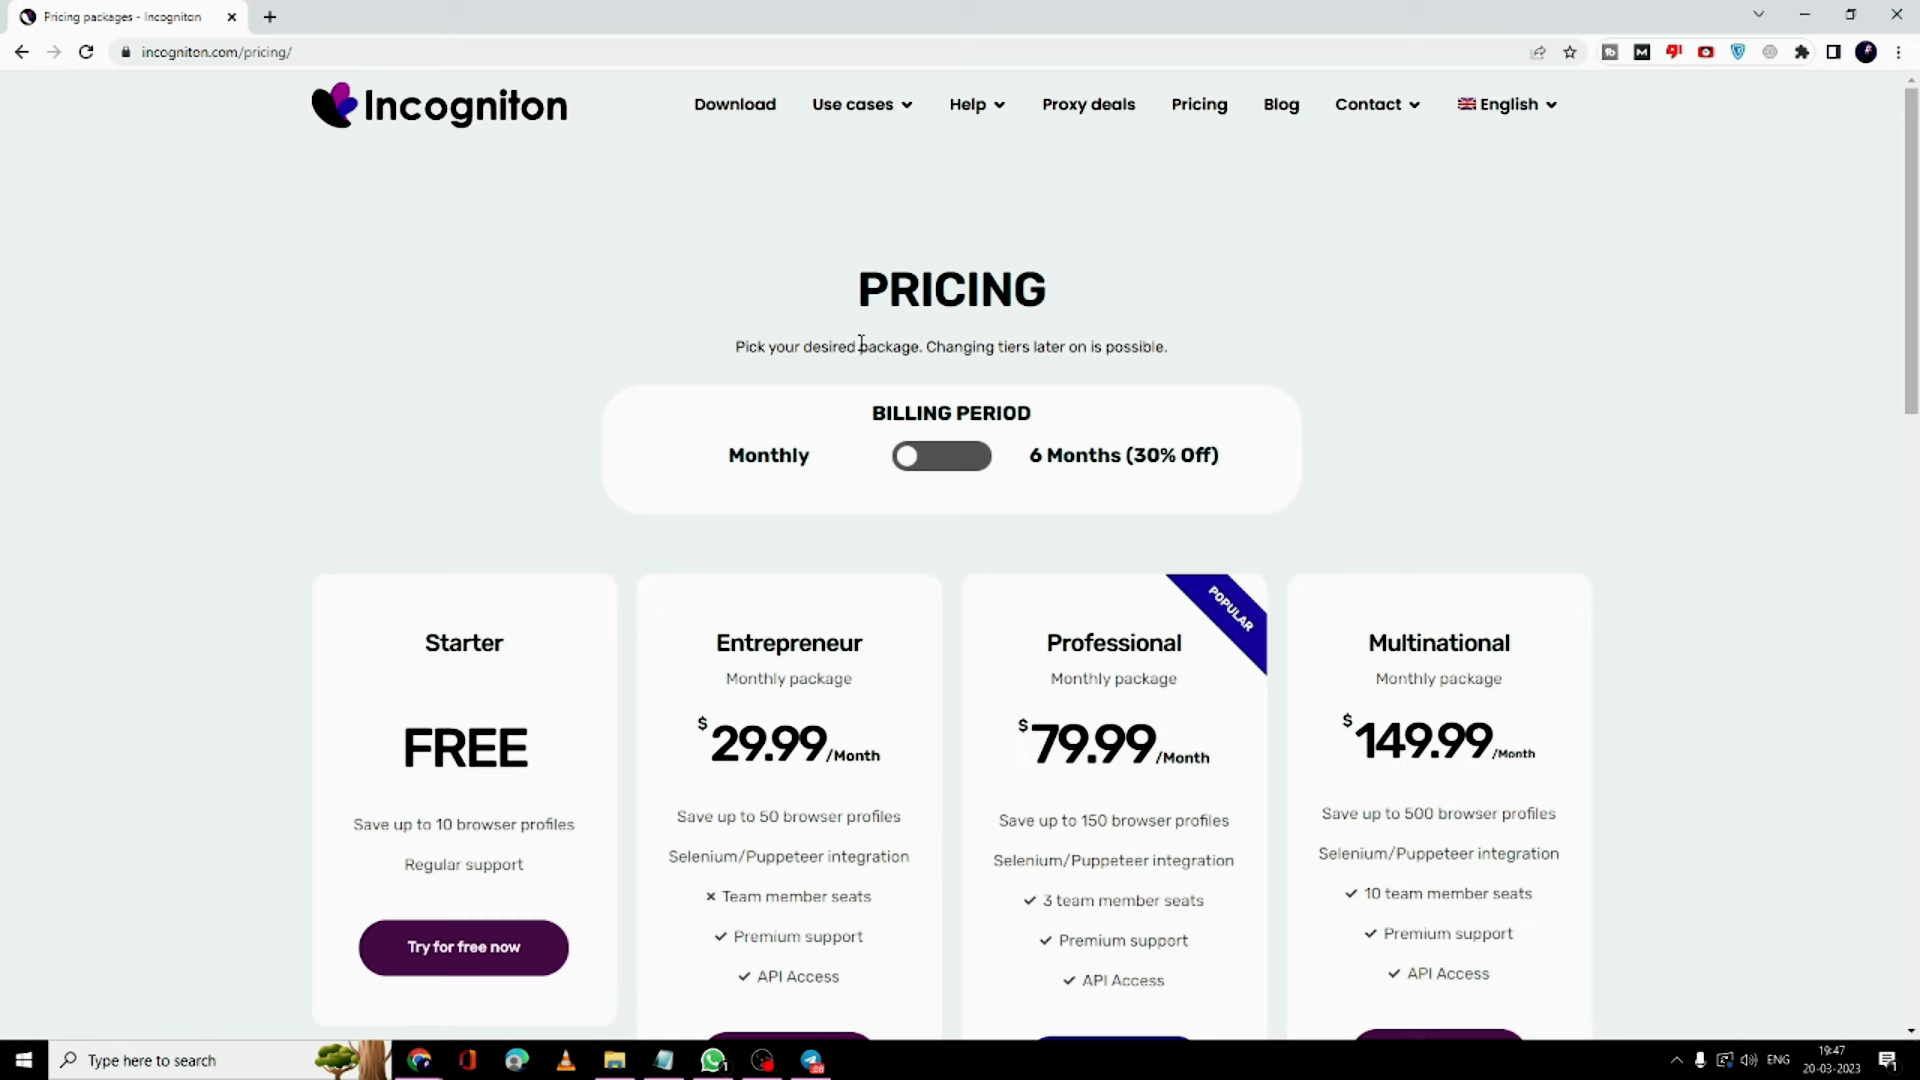 Pricing packages - Incogniton
incogniton.com/pricing/
Incogniton
Download
Use cases
Help
Proxy deals
Pricing
Blog
Contact
English
PRICING
Pick your desired package. Changing tiers later on is possible.
BILLING PERIOD
Monthly
6 Months (30% Off)
Starter
FREE
Save up to 10 browser profiles
Regular support
Try for free now
Entrepreneur
Monthly package
$29.99/Month
Save up to 50 browser profiles
Selenium/Puppeteer integration
× Team member seats
✓ Premium support
✓ API Access
POPULAR
Professional
Monthly package
$79.99/Month
Save up to 150 browser profiles
Selenium/Puppeteer integration
✓ 3 team member seats
✓ Premium support
✓ API Access
Multinational
Monthly package
$149.99/Month
Save up to 500 browser profiles
Selenium/Puppeteer integration
✓ 10 team member seats
✓ Premium support
✓ API Access
Type here to search
ENG
19:47
20-03-2023